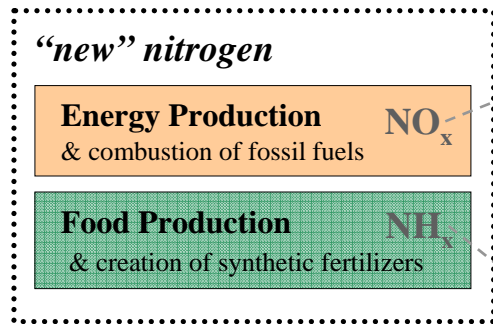 “new” nitrogen
Energy Production NOx
& combustion of fossil fuels
Food Production NHx
& creation of synthetic fertilizers